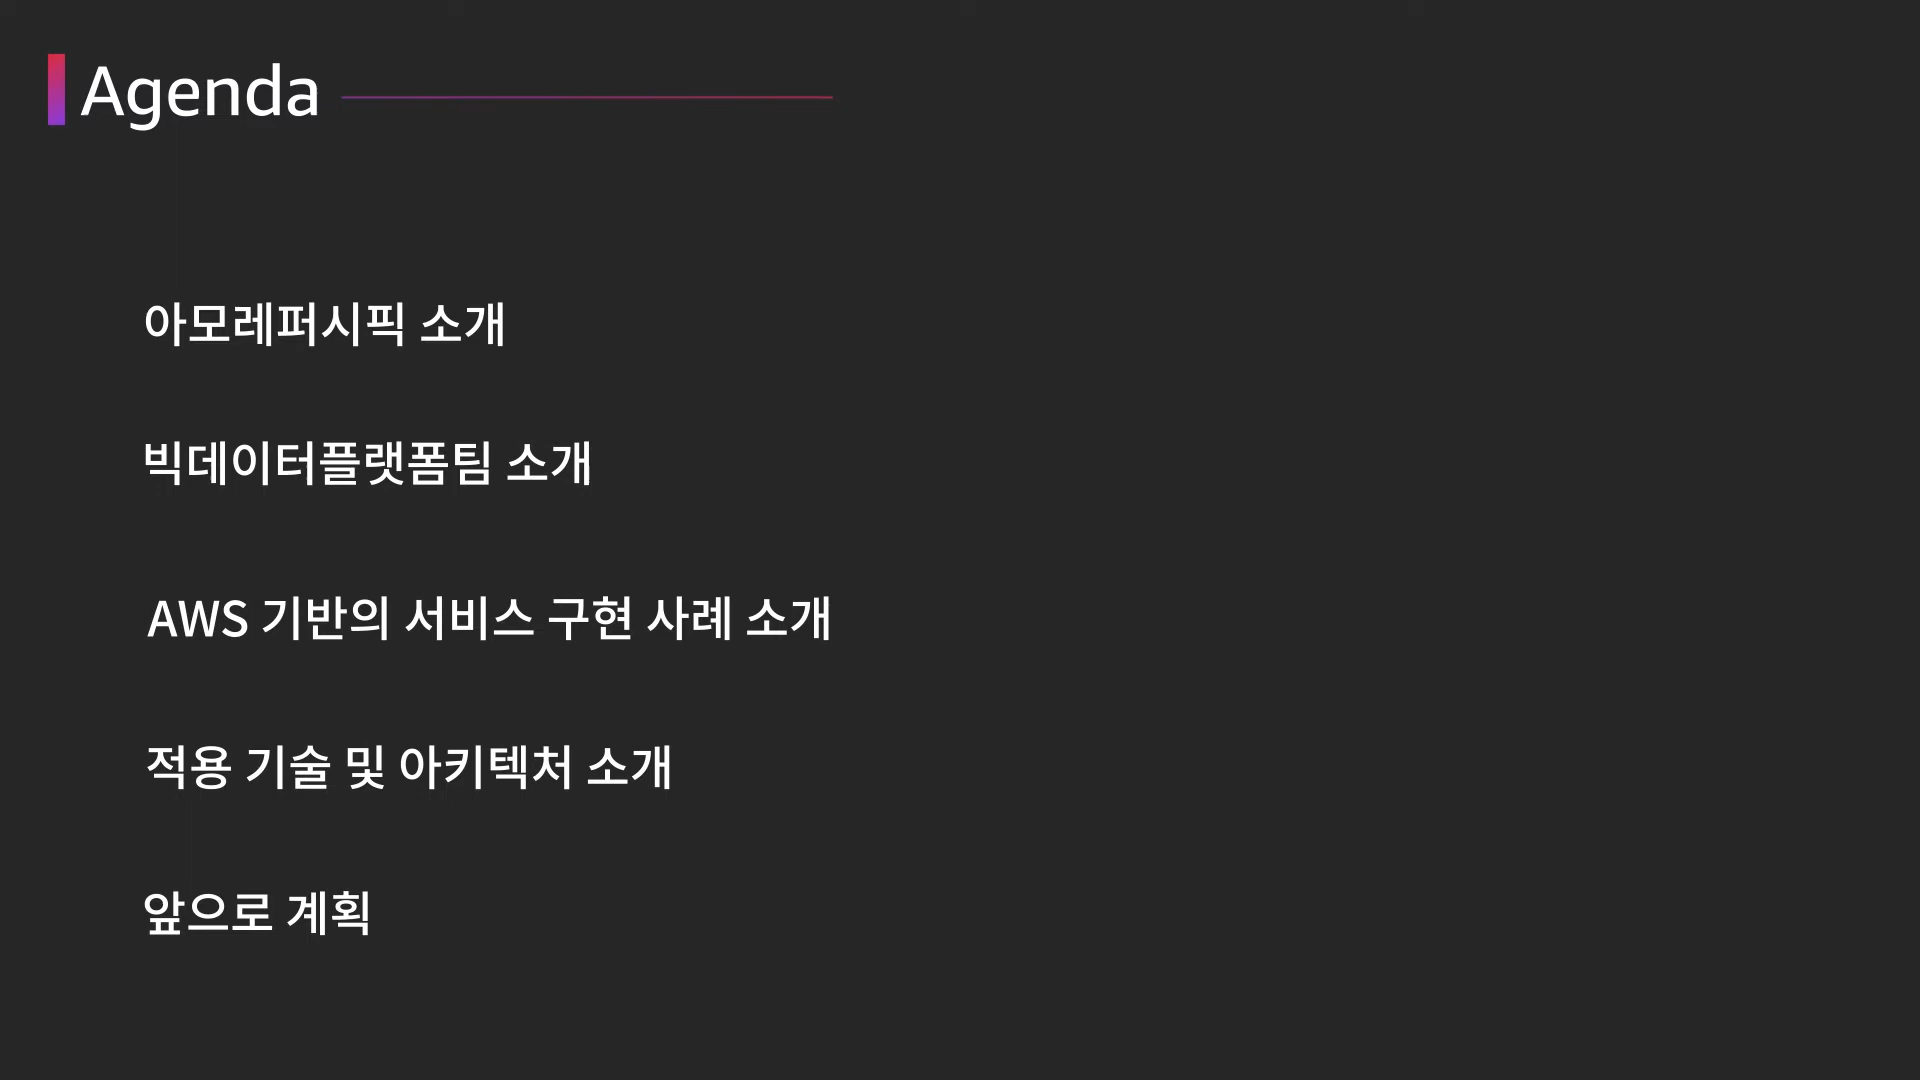 Agenda
아모레퍼시픽 소개
빅데이터플랫폼팀 소개
AWS 기반의 서비스 구현 사례 소개
적용 기술 및 아키텍처 소개
앞으로 계획